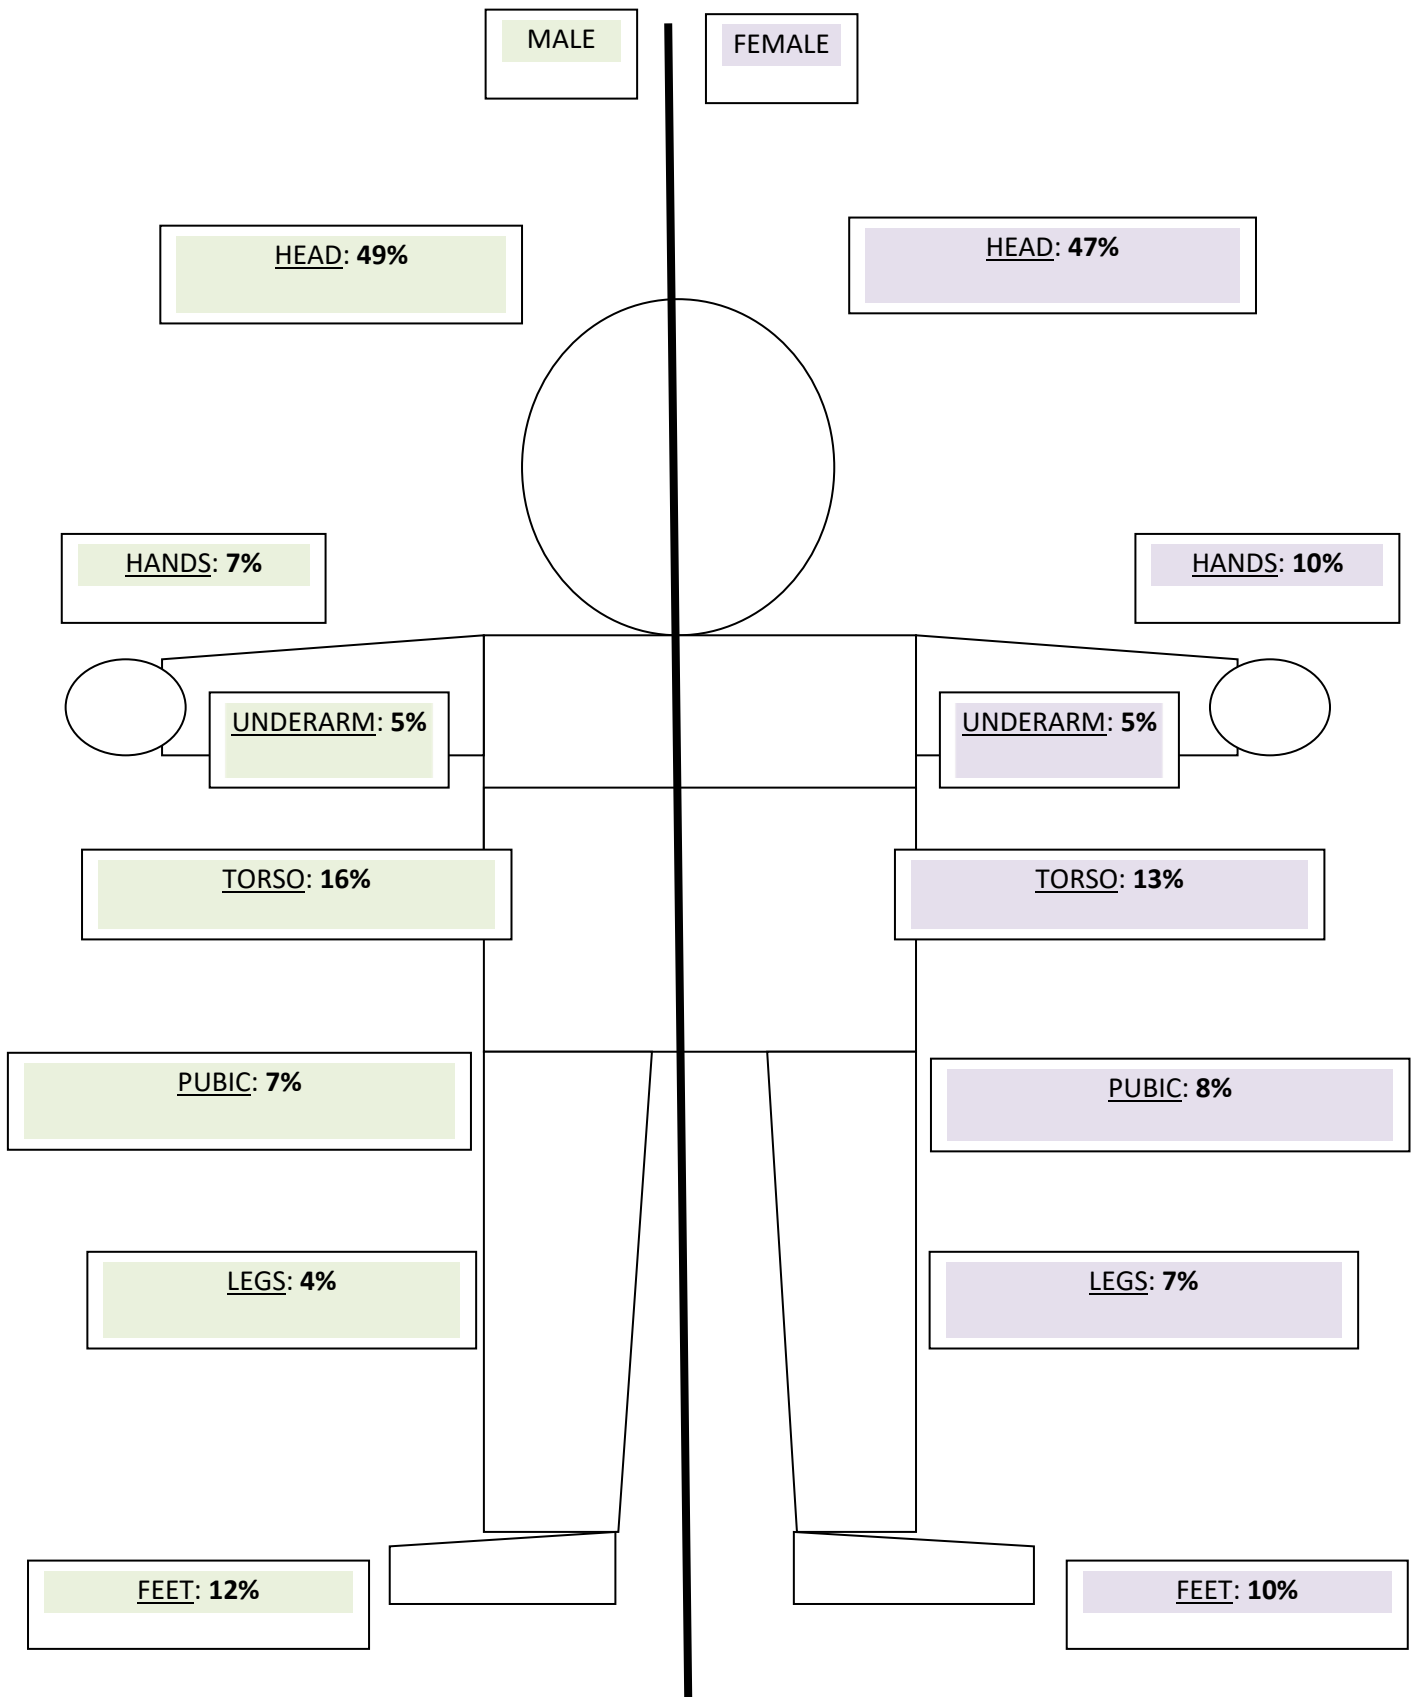 MALE
FEMALE
HEAD: 49%
HEAD: 47%
HANDS: 7%
HANDS: 10%
UNDERARM: 5%
UNDERARM: 5%
TORSO: 16%
TORSO: 13%
PUBIC: 7%
PUBIC: 8%
LEGS: 4%
LEGS: 7%
FEET: 12%
FEET: 10%